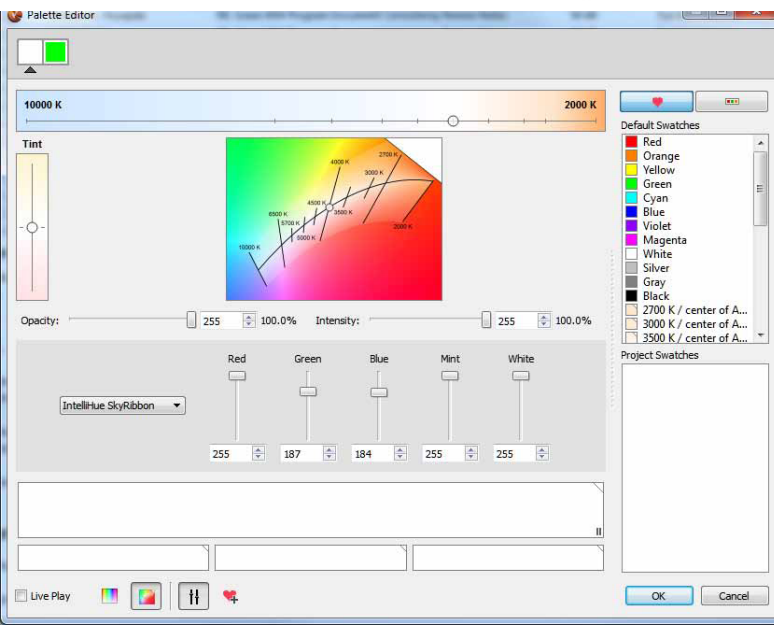 Palette Editor
10000 K
2000 K
Tint
4000 K
2700 K
3000 K
4500 K
3500 K
6500 K
5700 K
5000 K
2000 K
10000 K
Opacity:
255
100.0%
Intensity:
255
100.0%
Red
Green
Blue
Mint
White
IntelliHue SkyRibbon
255
187
184
255
255
Live Play
Default Swatches
Red
Orange
Yellow
Green
Cyan
Blue
Violet
Magenta
White
Silver
Gray
Black
2700 K / center of A...
3000 K / center of A...
3500 K / center of A...
Project Swatches
OK
Cancel